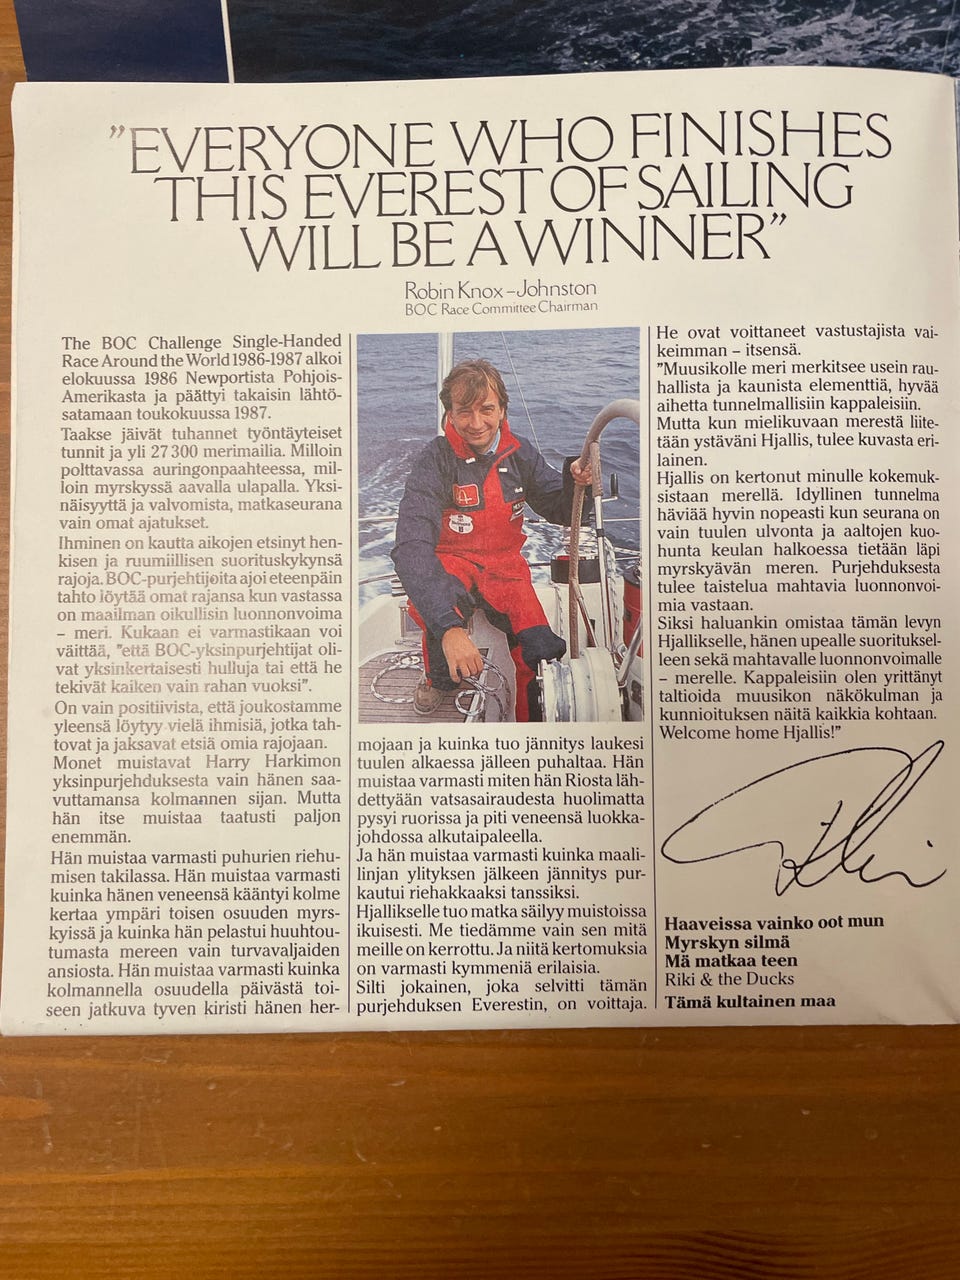 "EVERYONE WHO FINISHES
THIS EVEREST OF SAILING
WILL BE A WINNER"
Robin Knox–Johnston
BOC Race Committee Chairman
The BOC Challenge Single-Handed
Race Around the World 1986-1987 alkoi
elokuussa 1986 Newportista Pohjois-
Amerikasta ja päättyi takaisin lähtö-
satamaan toukokuussa 1987.
Taakse jäivät tuhannet työntäyteiset
tunnit ja yli 27 300 merimailia. Milloin
polttavassa auringonpaahteessa, mil-
loin myrskyssä aavalla ulapalla. Yksi-
näisyyttä ja valvomista, matkaseurana
vain omat ajatukset.
Ihminen on kautta aikojen etsinyt hen-
kisen ja ruumiillisen suorituskykynsä
rajoja. BOC-purjehtijoita ajoi eteenpäin
tahto löytää omat rajansa kun vastassa
on maailman oikullisin luonnonvoima
– meri. Kukaan ei varmastikaan voi
väittää, "että BOC-yksinpurjehtijat oli-
vat yksinkertaisesti hulluja tai että he
tekivät kaiken vain rahan vuoksi".
On vain positiivista, että joukostamme
yleensä löytyy vielä ihmisiä, jotka tah-
tovat ja jaksavat etsiä omia rajojaan.
Monet muistavat Harry Harkimon
yksinpurjehduksesta vain hänen saa-
vuttamansa kolmannen sijan. Mutta
hän itse muistaa taatusti paljon
enemmän.
Hän muistaa varmasti puhurien riehu-
misen takilassa. Hän muistaa varmasti
kuinka hänen veneensä kääntyi kolme
kertaa ympäri toisen osuuden myrs-
kyissä ja kuinka hän pelastui huuhtou-
tumasta mereen vain turvavaljaiden
ansiosta. Hän muistaa varmasti kuinka
kolmannella osuudella päivästä toi-
seen jatkuva tyven kiristi hänen her-
mojaan ja kuinka tuo jännitys laukesi
tuulen alkaessa jälleen puhaltaa. Hän
muistaa varmasti miten hän Riosta läh-
dettyään vatsasairaudesta huolimatta
pysyi ruorissa ja piti veneensä luokka-
johdossa alkutaipaleella.
Ja hän muistaa varmasti kuinka maali-
linjan ylityksen jälkeen jännitys pur-
kautui riehakkaaksi tanssiksi.
Hjallikselle tuo matka säilyy muistoissa
ikuisesti. Me tiedämme vain sen mitä
meille on kerrottu. Ja niitä kertomuksia
on varmasti kymmeniä erilaisia.
Silti jokainen, joka selvitti tämän
purjehduksen Everestin, on voittaja.
He ovat voittaneet vastustajista vai-
keimman – itsensä.
"Muusikolle meri merkitsee usein rau-
hallista ja kaunista elementtiä, hyvää
aihetta tunnelmallisiin kappaleisiin.
Mutta kun mielikuvaan merestä liite-
tään ystäväni Hjallis, tulee kuvasta eri-
lainen.
Hjallis on kertonut minulle kokemuk-
sistaan merellä. Idyllinen tunnelma
häviää hyvin nopeasti kun seurana on
vain tuulen ulvonta ja aaltojen kuo-
hunta keulan halkoessa tietään läpi
myrskyävän meren. Purjehduksesta
tulee taistelua mahtavia luonnonvoi-
mia vastaan.
Siksi haluankin omistaa tämän levyn
Hjallikselle, hänen upealle suorituksel-
leen sekä mahtavalle luonnonvoimalle
– merelle. Kappaleisiin olen yrittänyt
taltioida muusikon näkökulman ja
kunnioituksen näitä kaikkia kohtaan.
Welcome home Hjallis!"
Haaveissa vainko oot mun
Myrskyn silmä
Mä matkaa teen
Riki & the Ducks
Tämä kultainen maa